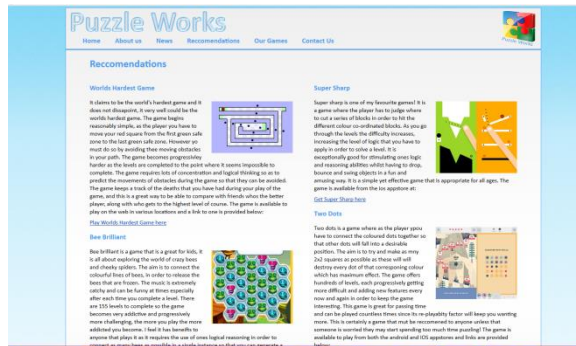 Puzzle Works
Home About us News Reccomendations Our Games Contact Us
Puzzle Works
Reccomendations
Worlds Hardest Game
It claims to be the world's hardest game and it
does not dissapoint, it very well could be the
worlds hardest game. The game begins
reasonably simple, as the player you have to
move your red square from the first green safe
zone to the last green safe zone. However yo
must do so by avoiding thee moving obstacles
in your path. The game becomes progressively
harder as the levels are completed to the point where it seems impossible to
complete. The game requires lots of concentration and logical thinking so as to
predict the movements of obstacles during the game so that they can be avoided.
The game keeps a track of the deaths you have had during your play of the
game, and this is a great way to be able to compare with friends when the better
player, along with who gets to the highest level of course. The game is available to
play on the web in various locations and a link to one is provided below:
Play Worlds Hardest Game here
Bee Brilliant
Bee brilliant is a game that is a great for kids, it
is all about exploring the world of crazy bees
and cheeky spiders. The aim is to connect the
colourful lines of bees, in order to release the
bees that are frozen. The music is extremely
catchy and can be funny at times especially
after each time you complete a level. There
are 155 levels to complete so the game
becomes very addictive and progressively
more challenging, the more you play the more
addicted you become. I feel it has benefits to
anyone that plays it as it requires the use of ones logical reasoning in order to
Super Sharp
Super sharp is one of my favourite games! It is
a game where the player has to judge where
to cut a series of blocks in order to hit the
different colour co-ordinated blocks. As you go
through the levels the difficulty increases,
increasing the level of logic that you have to
apply in order to solve a level. It is
exceptionally good for stimulating ones logic
and reasoning abilities whilst having to drop,
bounce and swing objects in a fun and
amusing way. It is a simple yet effective game that is appropriate for all ages. The
game is available from the ios appstore at:
Get Super Sharp here
Two Dots
Two dots is a game where as the player ypou
have to connect the coloured dots together so
that other dots will fall into a desirable
position. The aim is to try and make as mny
2x2 squares as possible as these will will
destroy every dot of that corresponing colour
which has maximum effect. The game offers
hundreds of levels, each progressively getting
more difficult and adding new features every
now and again in order to keep the game
interesting. This game is great for passing time
and can be played countless times since its re-playability factor will keep you wanting
more. This is certainly a game that mut be reccomened to anyone unless that
someone is worried they may start spending too much time puzzling! The game is
available to play from both the android and IOS appstores and links are provided